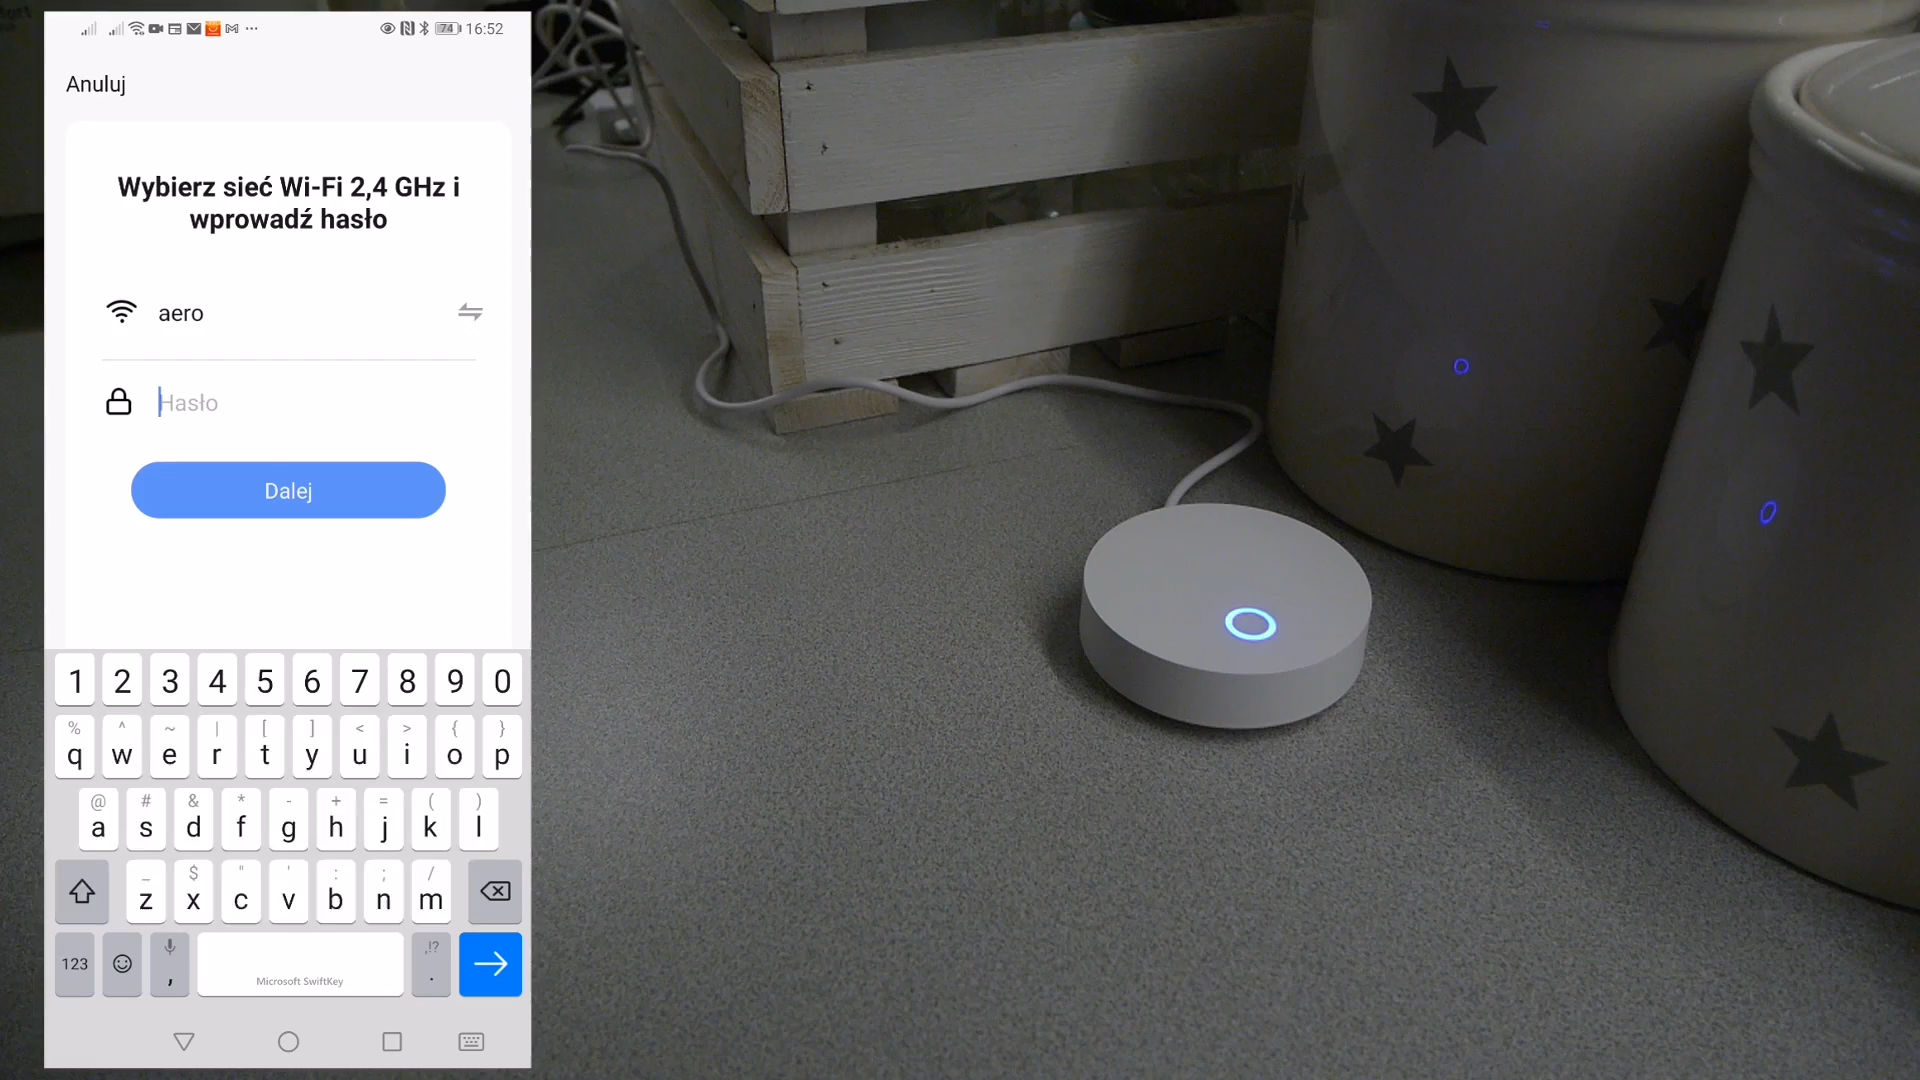 74 16:52
Anuluj
Wybierz sieć Wi-Fi 2,4 GHz i
wprowadź hasło
aero
Hasło
Dalej
1 2 3 4 5 6 7 8 9 0
% ^ ~ | [ ] < > { }
q w e r t y u i o p
@ # & * - + = ( )
a s d f g h j k l
_ $ " ' : ; /
z x c v b n m
,!?
123 , Microsoft SwiftKey .